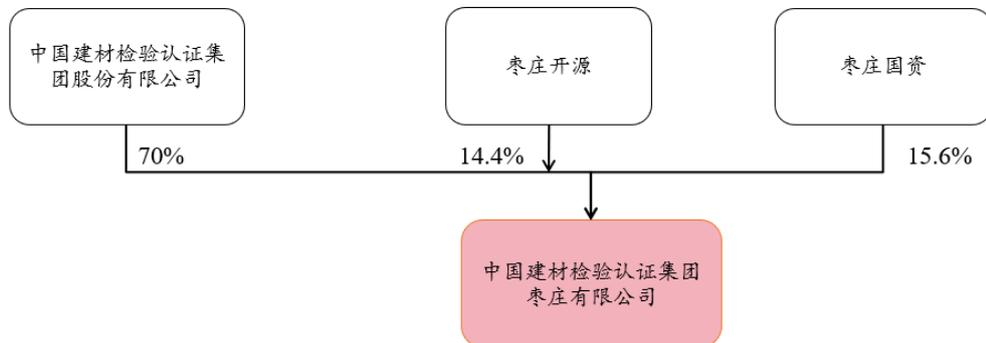 中国建材检验认证集
团股份有限公司
枣庄开源
枣庄国资
70%
14.4%
15.6%
中国建材检验认证集团
枣庄有限公司